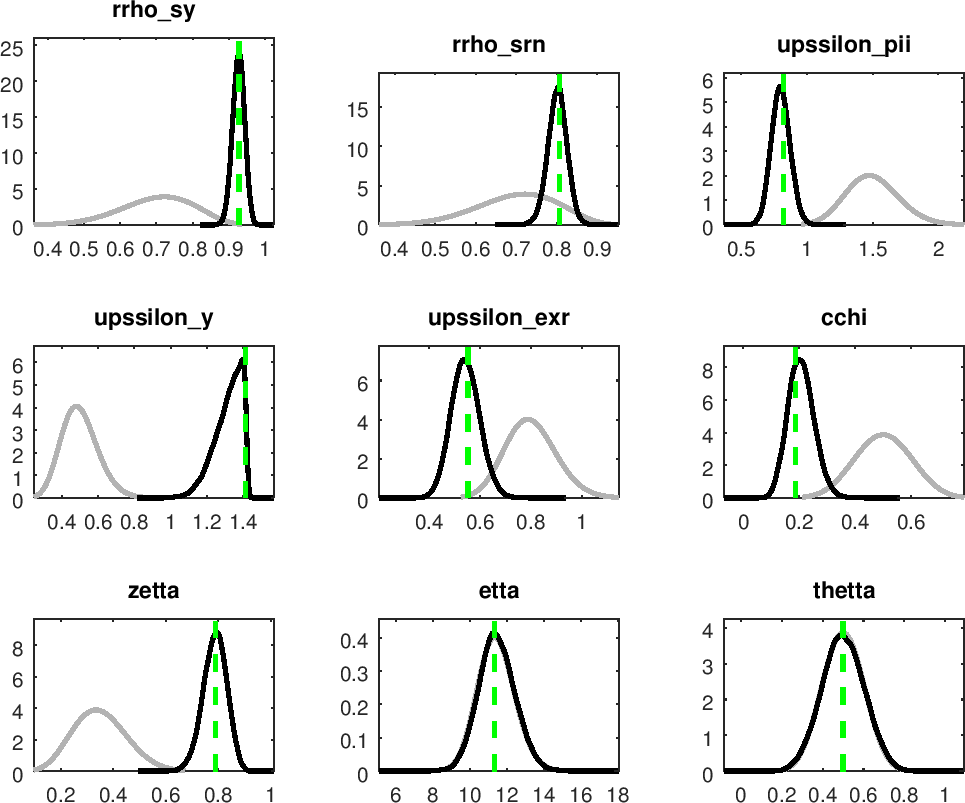 rrho_sy
25
20
15
10
5
0
0.4 0.5 0.6 0.7 0.8 0.9 1
rrho_srn
15
10
5
0
0.4 0.5 0.6 0.7 0.8 0.9
upssilon_pii
6
5
4
3
2
1
0
0.5 1 1.5 2
upssilon_y
6
5
4
3
2
1
0
0.4 0.6 0.8 1 1.2 1.4
upssilon_exr
6
4
2
0
0.4 0.6 0.8 1
cchi
8
6
4
2
0
0 0.2 0.4 0.6
zetta
8
6
4
2
0
0.2 0.4 0.6 0.8 1
etta
0.4
0.3
0.2
0.1
0
6 8 10 12 14 16 18
thetta
4
3
2
1
0
0 0.2 0.4 0.6 0.8 1